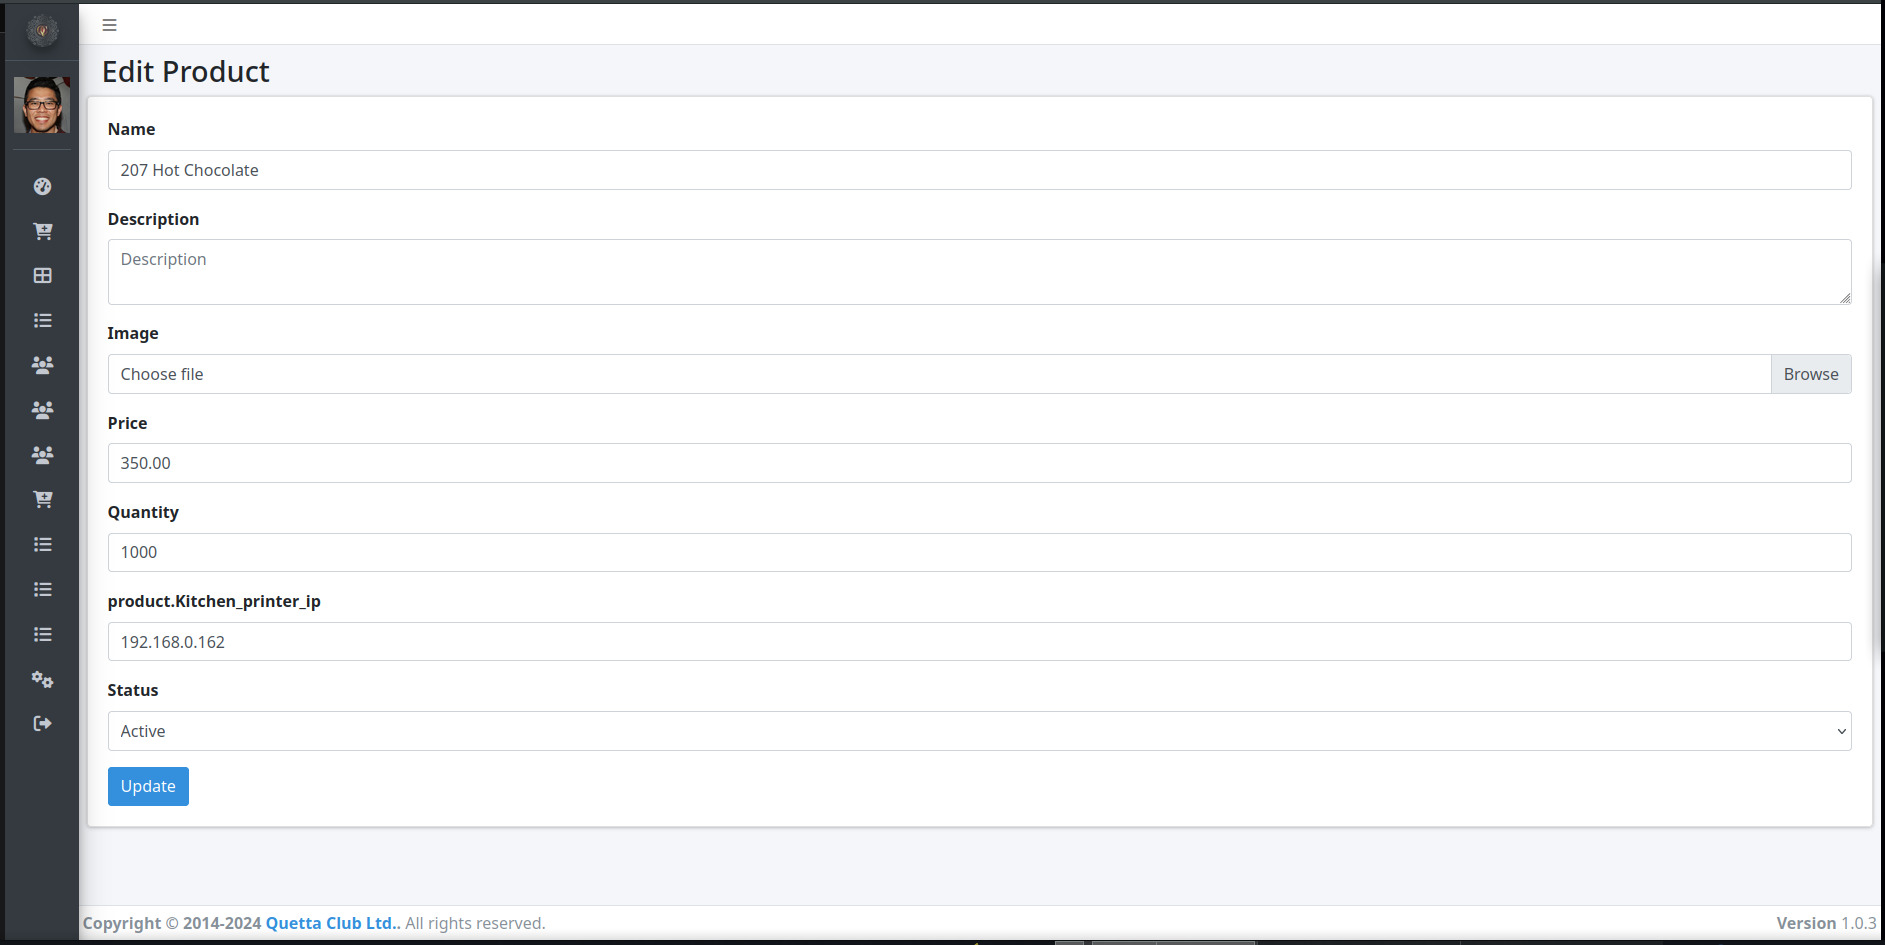 Edit Product
Name
207 Hot Chocolate
Description
Description
Image
Choose file
Browse
Price
350.00
Quantity
1000
product.Kitchen_printer_ip
192.168.0.162
Status
Active
Update
Copyright © 2014-2024 Quetta Club Ltd.. All rights reserved.
Version 1.0.3